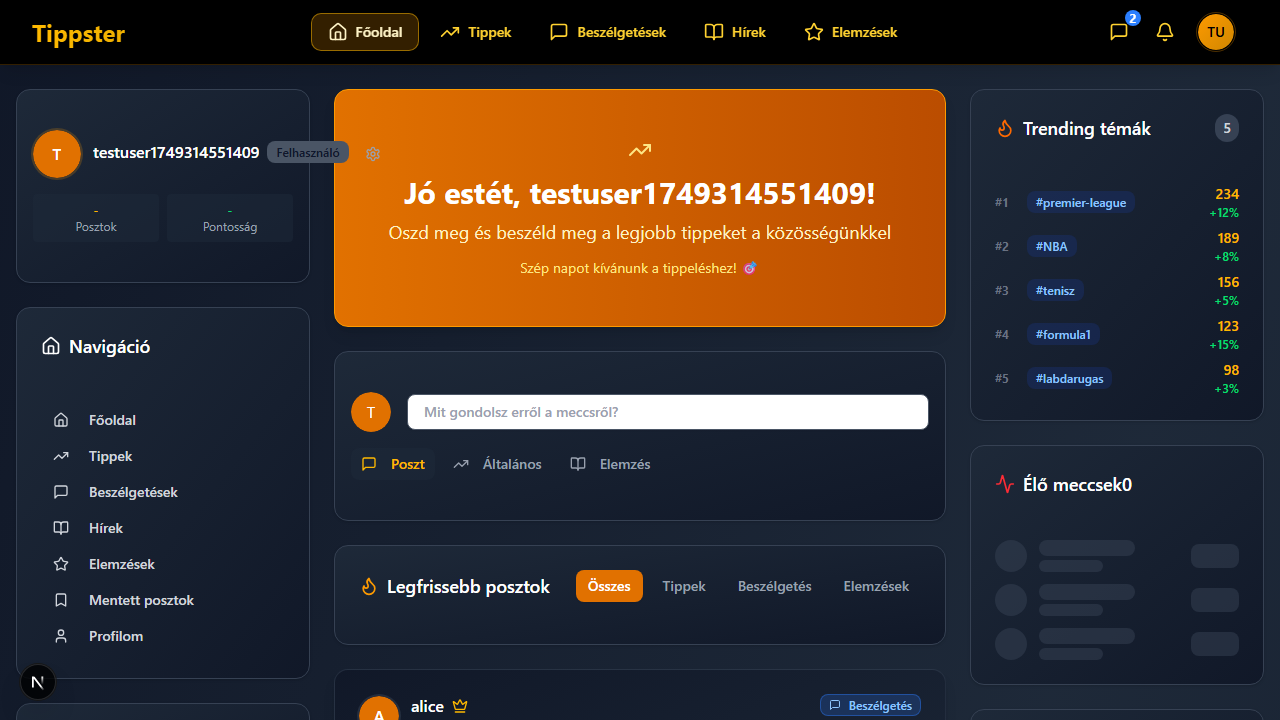 Tippster
Főoldal
Tippek
Beszélgetések
Hírek
Elemzések
2
TU
T
testuser1749314551409
Felhasználó
-
Posztok
-
Pontosság
Navigáció
Főoldal
Tippek
Beszélgetések
Hírek
Elemzések
Mentett posztok
Profilom
N
Jó estét, testuser1749314551409!
Oszd meg és beszéld meg a legjobb tippeket a közösségünkkel
Szép napot kívánunk a tippeléshez! 🎯
T
Mit gondolsz erről a meccsről?
Poszt
Általános
Elemzés
Legfrissebb posztok
Összes
Tippek
Beszélgetés
Elemzések
A
alice
Beszélgetés
Trending témák
5
#1 #premier-league 234
+12%
#2 #NBA 189
+8%
#3 #tenisz 156
+5%
#4 #formula1 123
+15%
#5 #labdarugas 98
+3%
Élő meccsek0